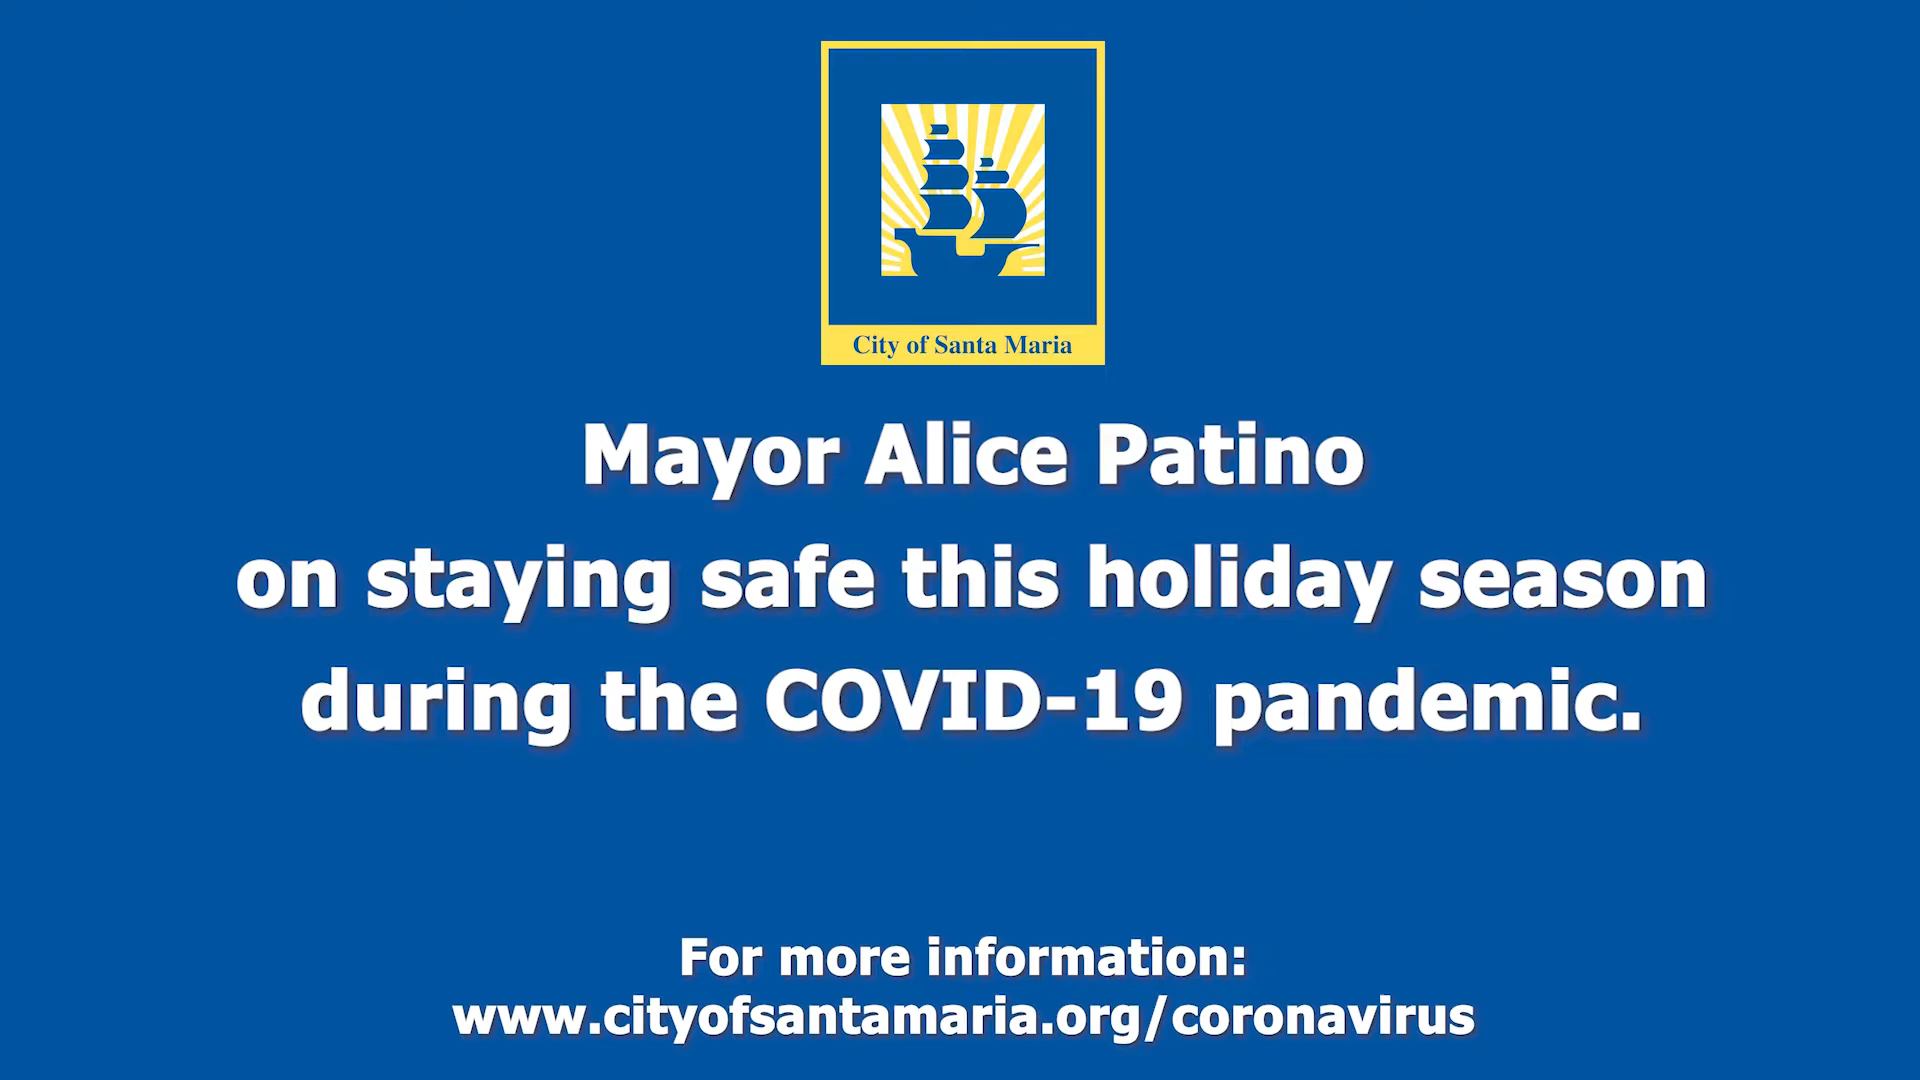 City of Santa Maria
Mayor Alice Patino
on staying safe this holiday season
during the COVID-19 pandemic.
For more information:
www.cityofsantamaria.org/coronavirus